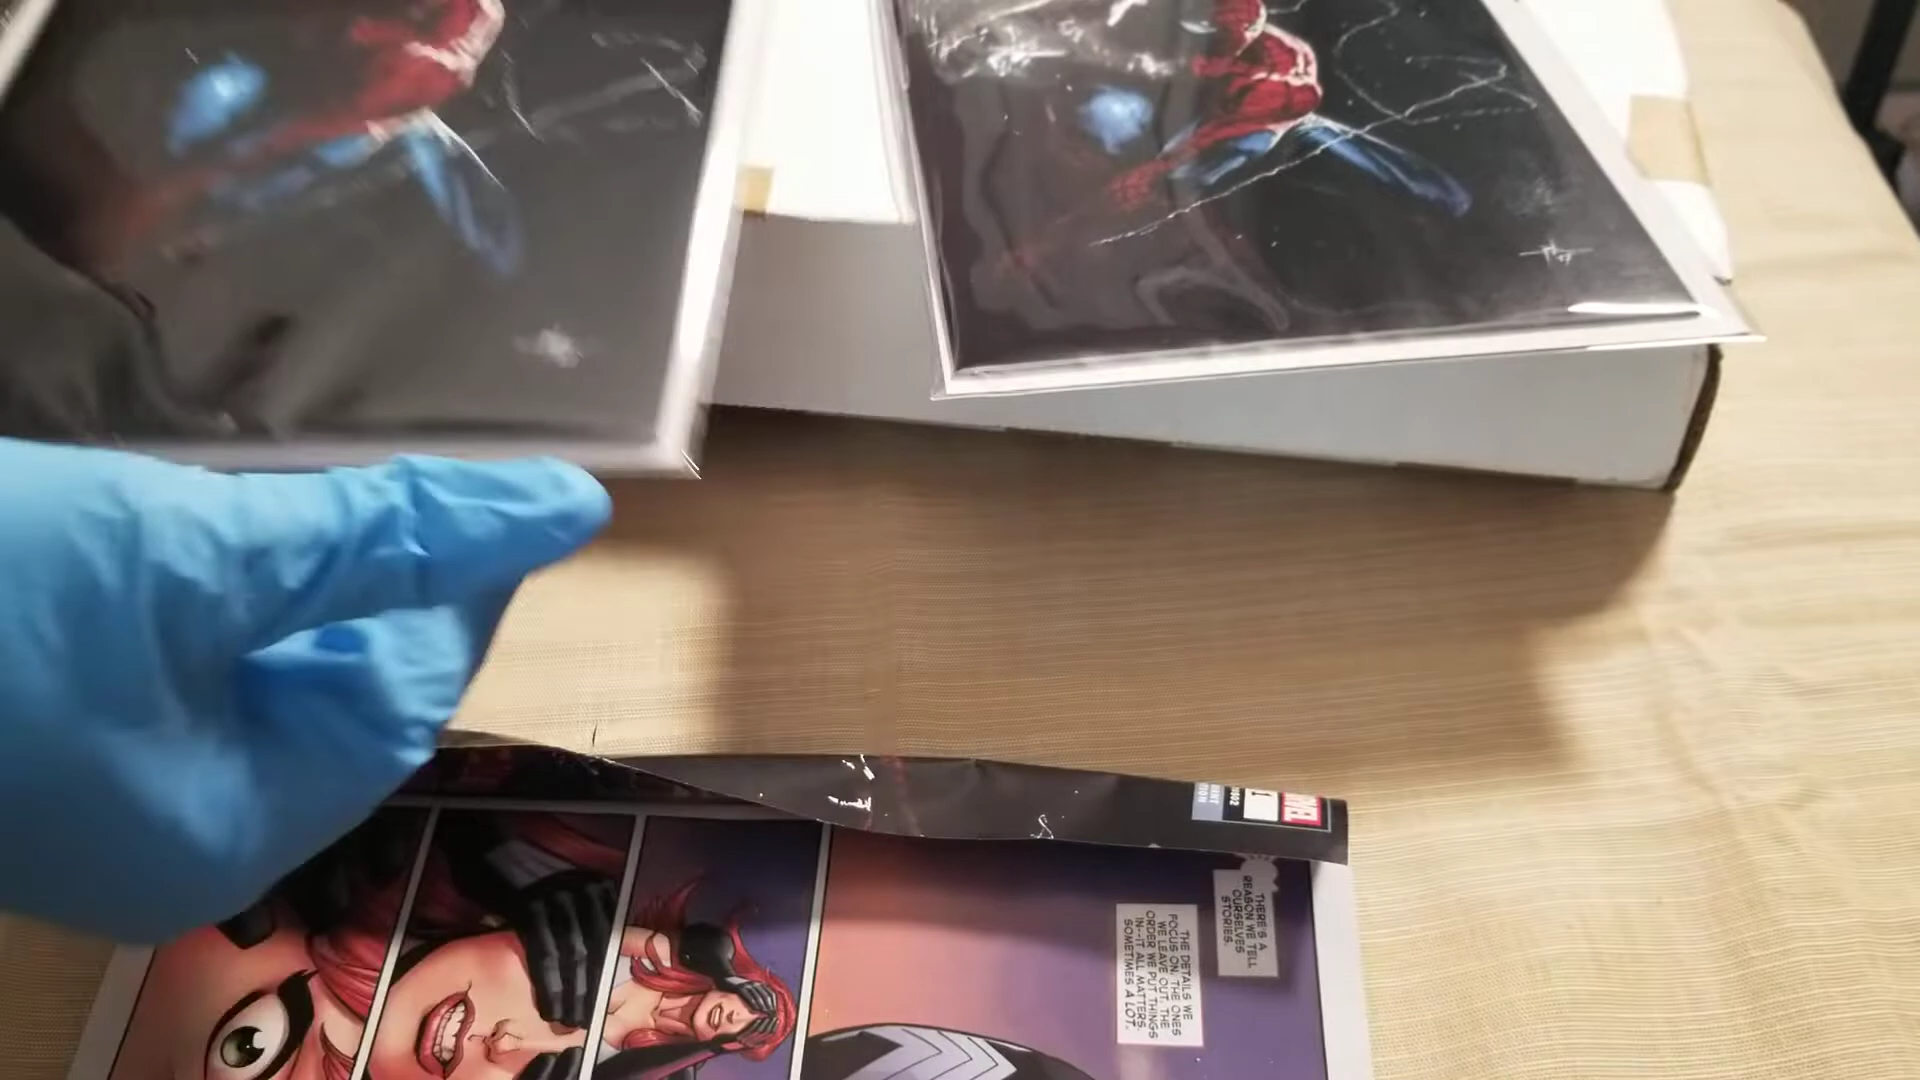 THERE'S A
REASON WE TELL
OURSELVES
STORIES.
THE DETAILS WE
FOCUS ON, THE ONES
WE LEAVE OUT, THE
ORDER WE PUT THINGS
IN--IT ALL MATTERS.
SOMETIMES A LOT.